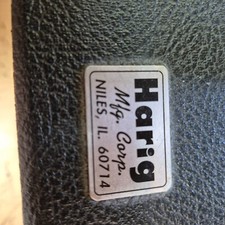 Harig
Mfg. Corp.
NILES, IL. 60714